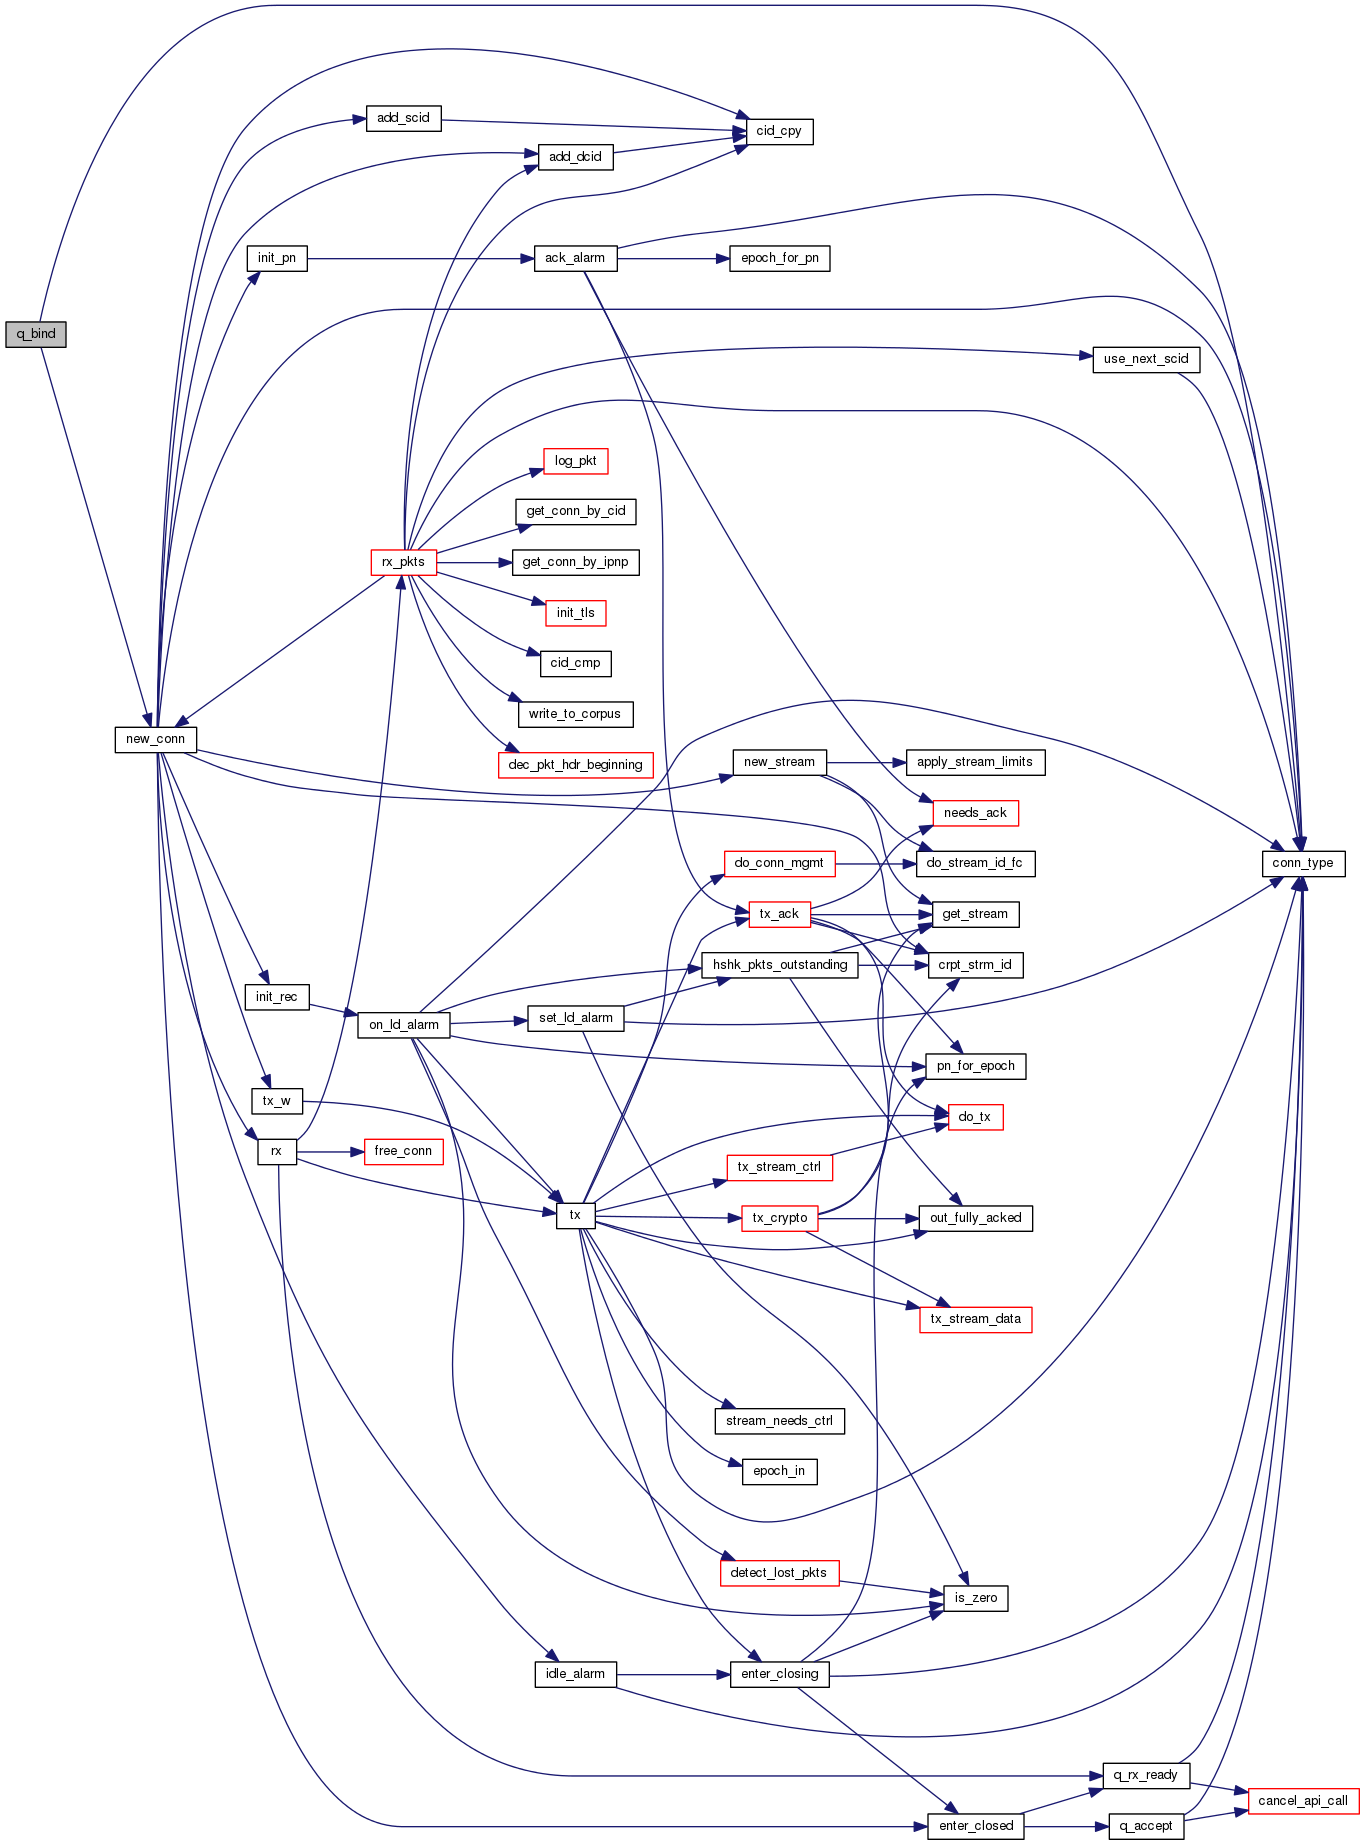 cid_cpy
add_scid
add_dcid
init_pn
ack_alarm
epoch_for_pn
q_bind
use_next_scid
log_pkt
get_conn_by_cid
rx_pkts
get_conn_by_ipnp
init_tls
cid_cmp
write_to_corpus
new_conn
dec_pkt_hdr_beginning
new_stream
apply_stream_limits
needs_ack
do_conn_mgmt
do_stream_id_fc
conn_type
tx_ack
get_stream
hshk_pkts_outstanding
crpt_strm_id
init_rec
on_ld_alarm
set_ld_alarm
pn_for_epoch
tx_w
do_tx
rx
free_conn
tx_stream_ctrl
tx
tx_crypto
out_fully_acked
tx_stream_data
stream_needs_ctrl
epoch_in
detect_lost_pkts
is_zero
idle_alarm
enter_closing
q_rx_ready
cancel_api_call
enter_closed
q_accept